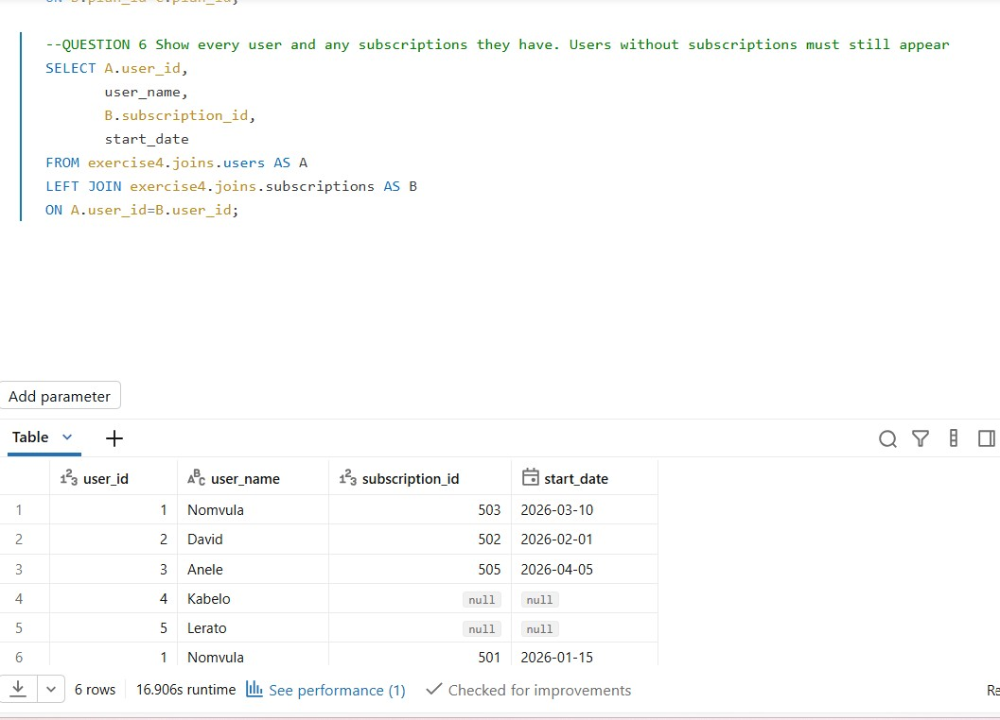 --QUESTION 6 Show every user and any subscriptions they have. Users without subscriptions must still appear
SELECT A.user_id,
user_name,
B.subscription_id,
start_date
FROM exercise4.joins.users AS A
LEFT JOIN exercise4.joins.subscriptions AS B
ON A.user_id=B.user_id;
Add parameter
Table
user_id user_name subscription_id start_date
1 1 Nomvula 503 2026-03-10
2 2 David 502 2026-02-01
3 3 Anele 505 2026-04-05
4 4 Kabelo null null
5 5 Lerato null null
6 1 Nomvula 501 2026-01-15
6 rows 16.906s runtime See performance (1) Checked for improvements